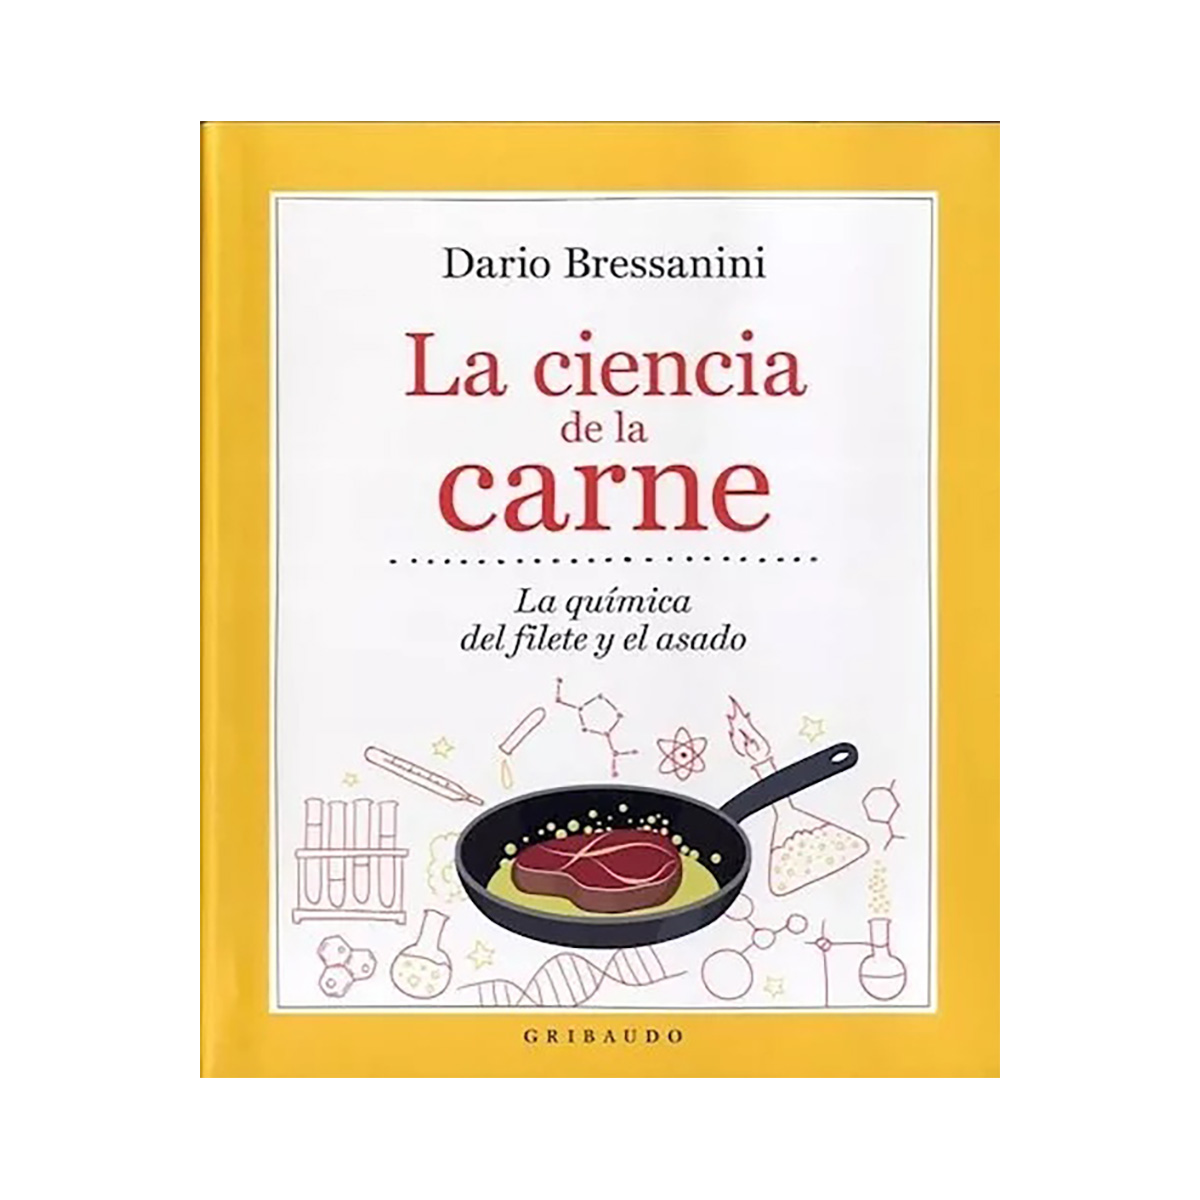 Dario Bressanini
La ciencia
de la
carne
La química
del filete y el asado
GRIBAUDO